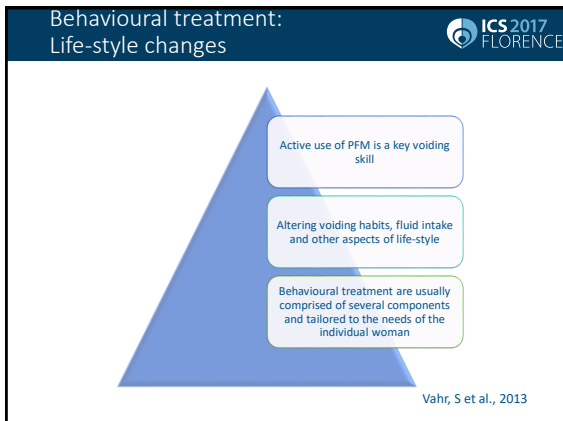 Behavioural treatment:
Life-style changes
ICS 2017
FLORENCE
Active use of PFM is a key voiding
skill
Altering voiding habits, fluid intake
and other aspects of life-style
Behavioural treatment are usually
comprised of several components
and tailored to the needs of the
individual woman
Vahr, S et al., 2013